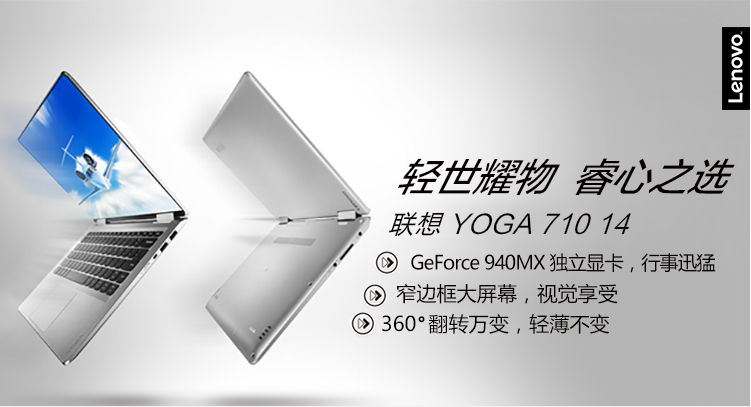 Lenovo
轻世耀物 睿心之选
联想 YOGA 710 14
GeForce 940MX 独立显卡，行事迅猛
窄边框大屏幕，视觉享受
360°翻转万变，轻薄不变